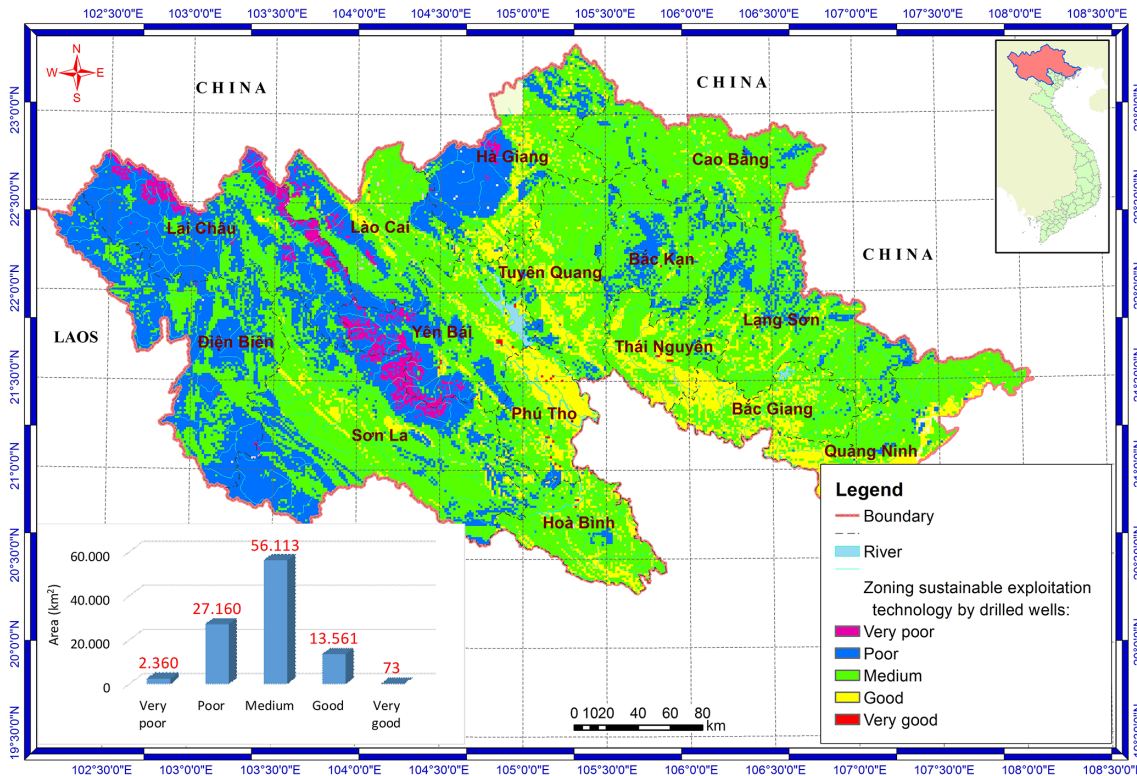 102°30'0"E 103°0'0"E 103°30'0"E 104°0'0"E 104°30'0"E 105°0'0"E 105°30'0"E 106°0'0"E 106°30'0"E 107°0'0"E 107°30'0"E 108°0'0"E 108°30'0"E
N
W E
S
CHINA
CHINA
CHINA
LAOS
Hà Giang
Cao Bằng
Lai Châu
Lào Cai
Tuyên Quang
Bắc Kạn
Điện Biên
Yên Bái
Lạng Sơn
Thái Nguyên
Phú Thọ
Bắc Giang
Sơn La
Quảng Ninh
Hoà Bình
23°0'0"N
22°30'0"N
22°0'0"N
21°30'0"N
21°0'0"N
20°30'0"N
20°0'0"N
19°30'0"N
Area (km²)
60.000
40.000
20.000
0
2.360
27.160
56.113
13.561
73
Very poor
Poor
Medium
Good
Very good
0 10 20 40 60 80
km
Legend
Boundary
River
Zoning sustainable exploitation
technology by drilled wells:
Very poor
Poor
Medium
Good
Very good
102°30'0"E 103°0'0"E 103°30'0"E 104°0'0"E 104°30'0"E 105°0'0"E 105°30'0"E 106°0'0"E 106°30'0"E 107°0'0"E 107°30'0"E 108°0'0"E 108°30'0"E